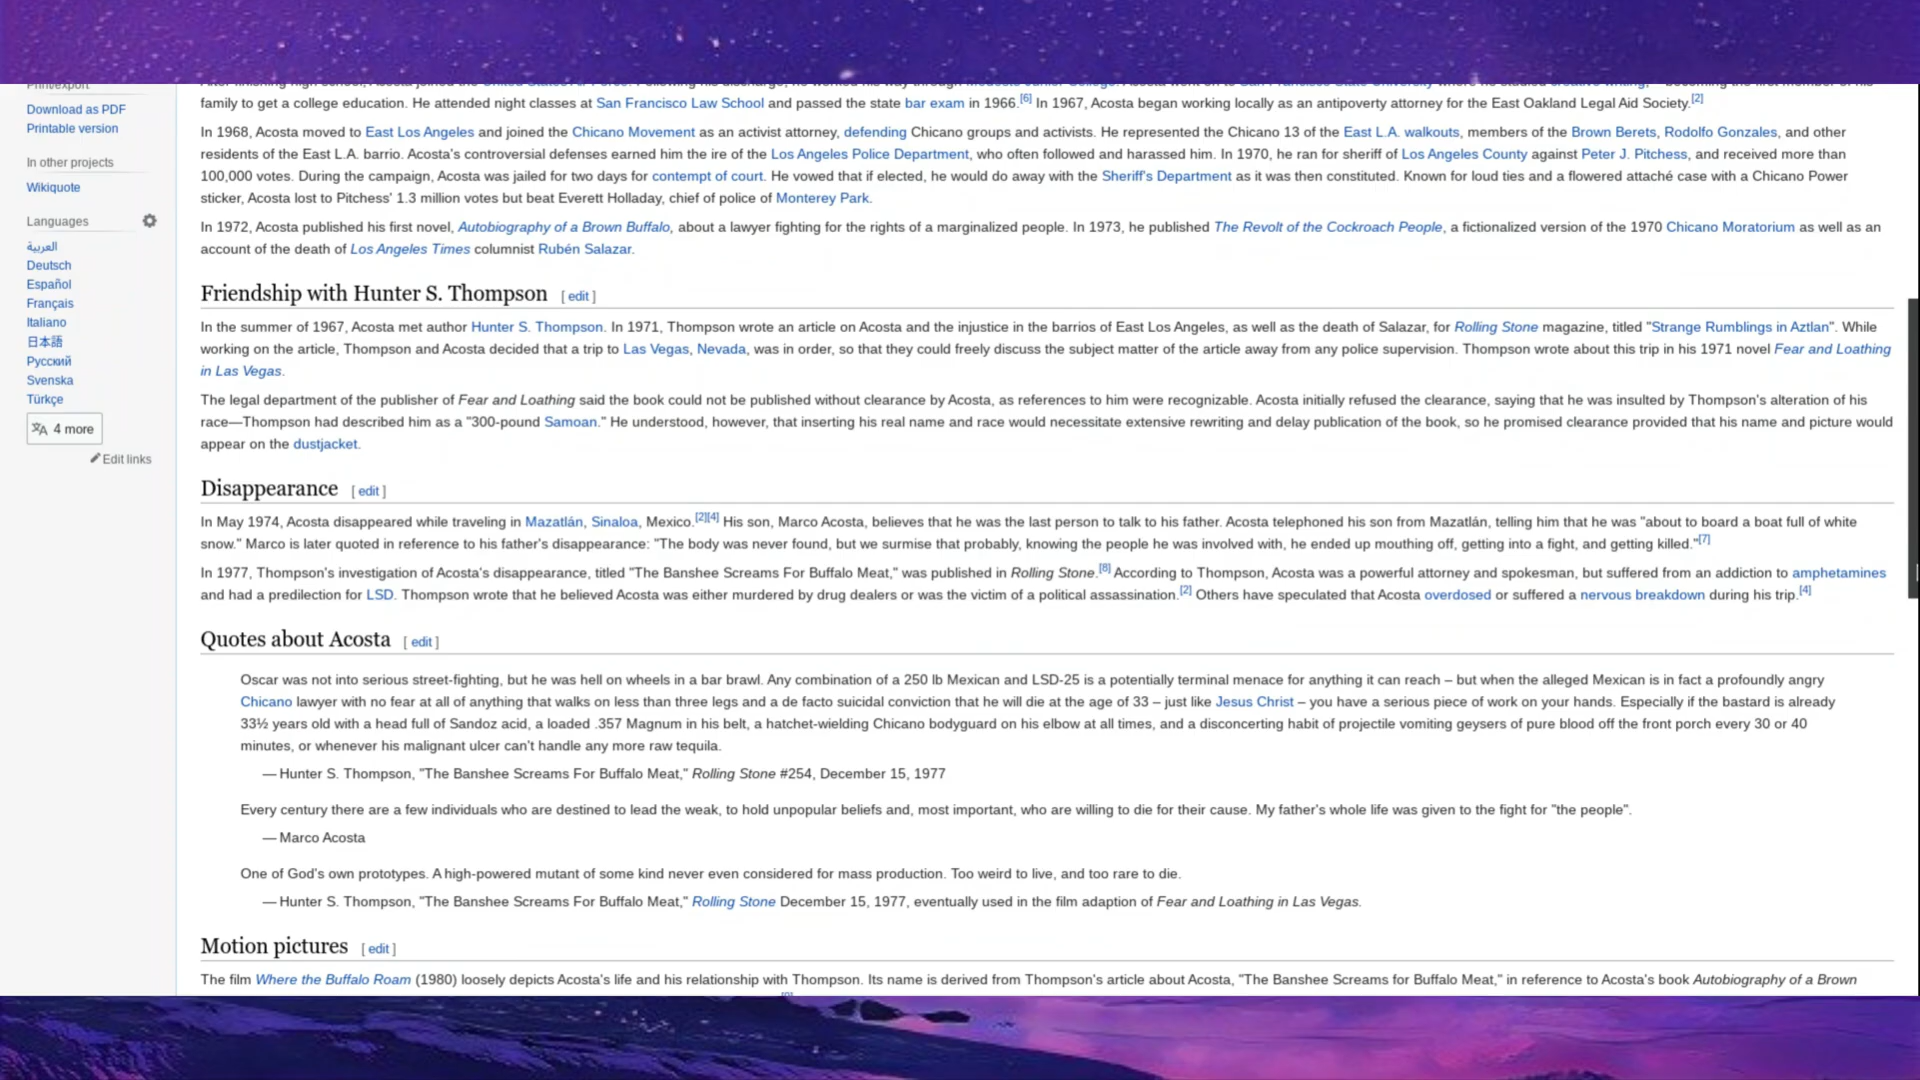 Print/export
Download as PDF
Printable version
In other projects
Wikiquote
Languages
العربية
Deutsch
Español
Français
Italiano
日本語
Русский
Svenska
Türkçe
4 more
Edit links
family to get a college education. He attended night classes at San Francisco Law School and passed the state bar exam in 1966.[6] In 1967, Acosta began working locally as an antipoverty attorney for the East Oakland Legal Aid Society.[2]
In 1968, Acosta moved to East Los Angeles and joined the Chicano Movement as an activist attorney, defending Chicano groups and activists. He represented the Chicano 13 of the East L.A. walkouts, members of the Brown Berets, Rodolfo Gonzales, and other
residents of the East L.A. barrio. Acosta's controversial defenses earned him the ire of the Los Angeles Police Department, who often followed and harassed him. In 1970, he ran for sheriff of Los Angeles County against Peter J. Pitchess, and received more than
100,000 votes. During the campaign, Acosta was jailed for two days for contempt of court. He vowed that if elected, he would do away with the Sheriff's Department as it was then constituted. Known for loud ties and a flowered attaché case with a Chicano Power
sticker, Acosta lost to Pitchess' 1.3 million votes but beat Everett Holladay, chief of police of Monterey Park.
In 1972, Acosta published his first novel, Autobiography of a Brown Buffalo, about a lawyer fighting for the rights of a marginalized people. In 1973, he published The Revolt of the Cockroach People, a fictionalized version of the 1970 Chicano Moratorium as well as an
account of the death of Los Angeles Times columnist Rubén Salazar.
Friendship with Hunter S. Thompson [ edit ]
In the summer of 1967, Acosta met author Hunter S. Thompson. In 1971, Thompson wrote an article on Acosta and the injustice in the barrios of East Los Angeles, as well as the death of Salazar, for Rolling Stone magazine, titled "Strange Rumblings in Aztlan". While
working on the article, Thompson and Acosta decided that a trip to Las Vegas, Nevada, was in order, so that they could freely discuss the subject matter of the article away from any police supervision. Thompson wrote about this trip in his 1971 novel Fear and Loathing
in Las Vegas.
The legal department of the publisher of Fear and Loathing said the book could not be published without clearance by Acosta, as references to him were recognizable. Acosta initially refused the clearance, saying that he was insulted by Thompson's alteration of his
race—Thompson had described him as a "300-pound Samoan." He understood, however, that inserting his real name and race would necessitate extensive rewriting and delay publication of the book, so he promised clearance provided that his name and picture would
appear on the dustjacket.
Disappearance [ edit ]
In May 1974, Acosta disappeared while traveling in Mazatlán, Sinaloa, Mexico.[2][4] His son, Marco Acosta, believes that he was the last person to talk to his father. Acosta telephoned his son from Mazatlán, telling him that he was "about to board a boat full of white
snow." Marco is later quoted in reference to his father's disappearance: "The body was never found, but we surmise that probably, knowing the people he was involved with, he ended up mouthing off, getting into a fight, and getting killed."[7]
In 1977, Thompson's investigation of Acosta's disappearance, titled "The Banshee Screams For Buffalo Meat," was published in Rolling Stone.[8] According to Thompson, Acosta was a powerful attorney and spokesman, but suffered from an addiction to amphetamines
and had a predilection for LSD. Thompson wrote that he believed Acosta was either murdered by drug dealers or was the victim of a political assassination.[2] Others have speculated that Acosta overdosed or suffered a nervous breakdown during his trip.[4]
Quotes about Acosta [ edit ]
Oscar was not into serious street-fighting, but he was hell on wheels in a bar brawl. Any combination of a 250 lb Mexican and LSD-25 is a potentially terminal menace for anything it can reach – but when the alleged Mexican is in fact a profoundly angry
Chicano lawyer with no fear at all of anything that walks on less than three legs and a de facto suicidal conviction that he will die at the age of 33 – just like Jesus Christ – you have a serious piece of work on your hands. Especially if the bastard is already
33½ years old with a head full of Sandoz acid, a loaded .357 Magnum in his belt, a hatchet-wielding Chicano bodyguard on his elbow at all times, and a disconcerting habit of projectile vomiting geysers of pure blood off the front porch every 30 or 40
minutes, or whenever his malignant ulcer can't handle any more raw tequila.
— Hunter S. Thompson, "The Banshee Screams For Buffalo Meat," Rolling Stone #254, December 15, 1977
Every century there are a few individuals who are destined to lead the weak, to hold unpopular beliefs and, most important, who are willing to die for their cause. My father's whole life was given to the fight for "the people".
— Marco Acosta
One of God's own prototypes. A high-powered mutant of some kind never even considered for mass production. Too weird to live, and too rare to die.
— Hunter S. Thompson, "The Banshee Screams For Buffalo Meat," Rolling Stone December 15, 1977, eventually used in the film adaption of Fear and Loathing in Las Vegas.
Motion pictures [ edit ]
The film Where the Buffalo Roam (1980) loosely depicts Acosta's life and his relationship with Thompson. Its name is derived from Thompson's article about Acosta, "The Banshee Screams for Buffalo Meat," in reference to Acosta's book Autobiography of a Brown